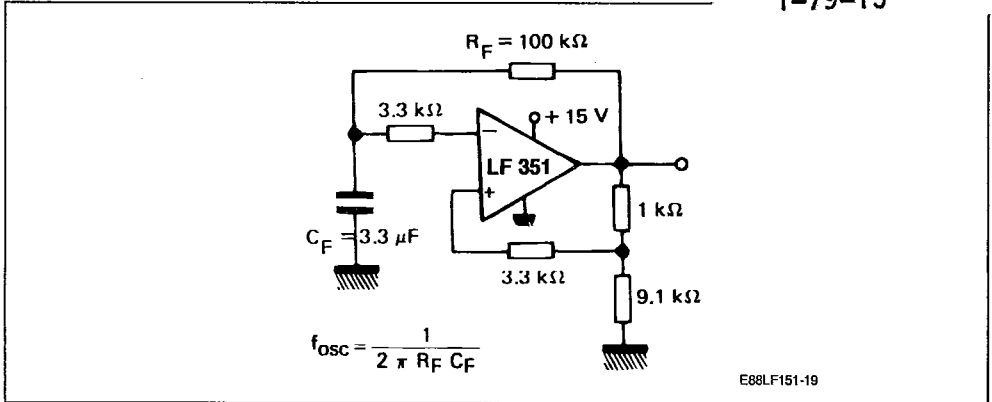 R_F = 100 kΩ
3.3 kΩ
+ 15 V
−
LF 351
+
1 kΩ
C_F = 3.3 μF
3.3 kΩ
9.1 kΩ
f_osc = 1 / 2 π R_F C_F
E88LF151-19